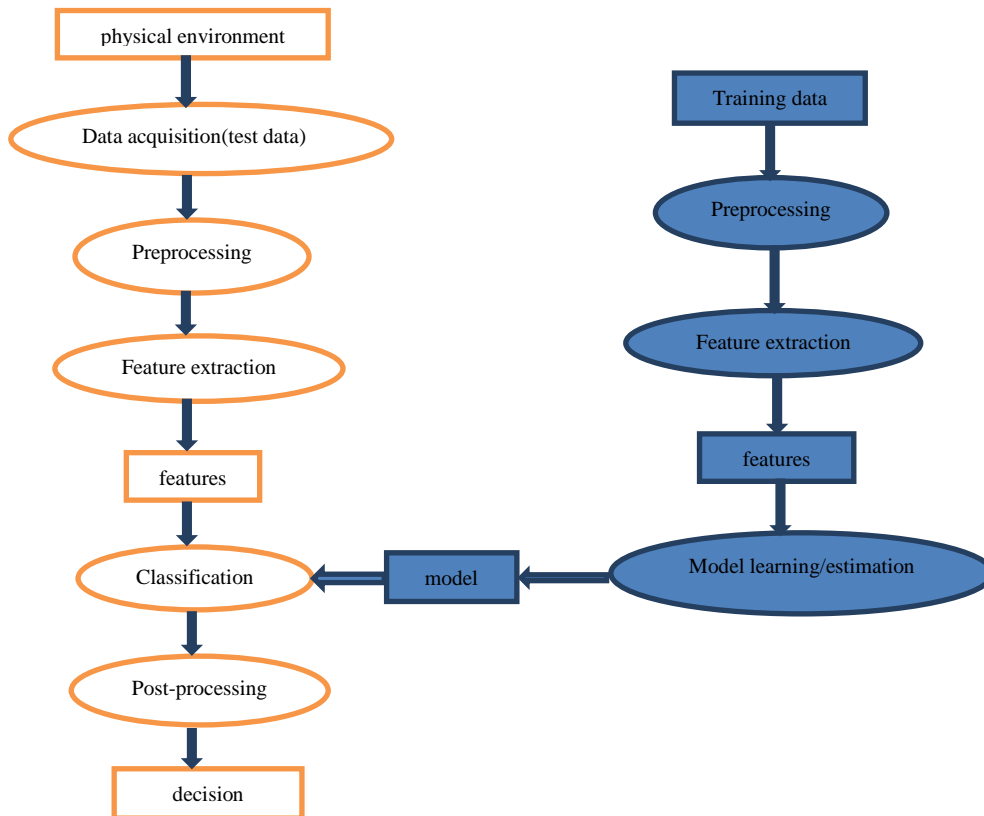 physical environment
Data acquisition(test data)
Preprocessing
Feature extraction
features
Classification
Post-processing
decision
Training data
Preprocessing
Feature extraction
features
Model learning/estimation
model